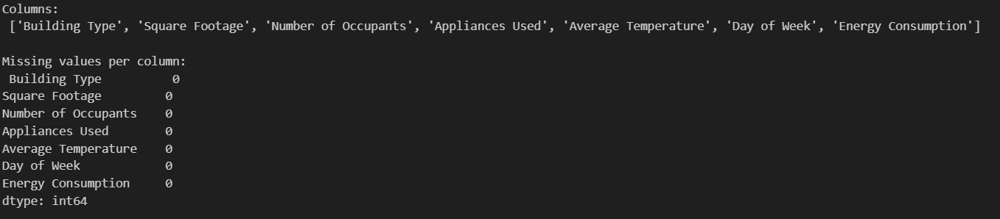 Columns:
 ['Building Type', 'Square Footage', 'Number of Occupants', 'Appliances Used', 'Average Temperature', 'Day of Week', 'Energy Consumption']

Missing values per column:
 Building Type          0
Square Footage         0
Number of Occupants    0
Appliances Used        0
Average Temperature    0
Day of Week            0
Energy Consumption     0
dtype: int64